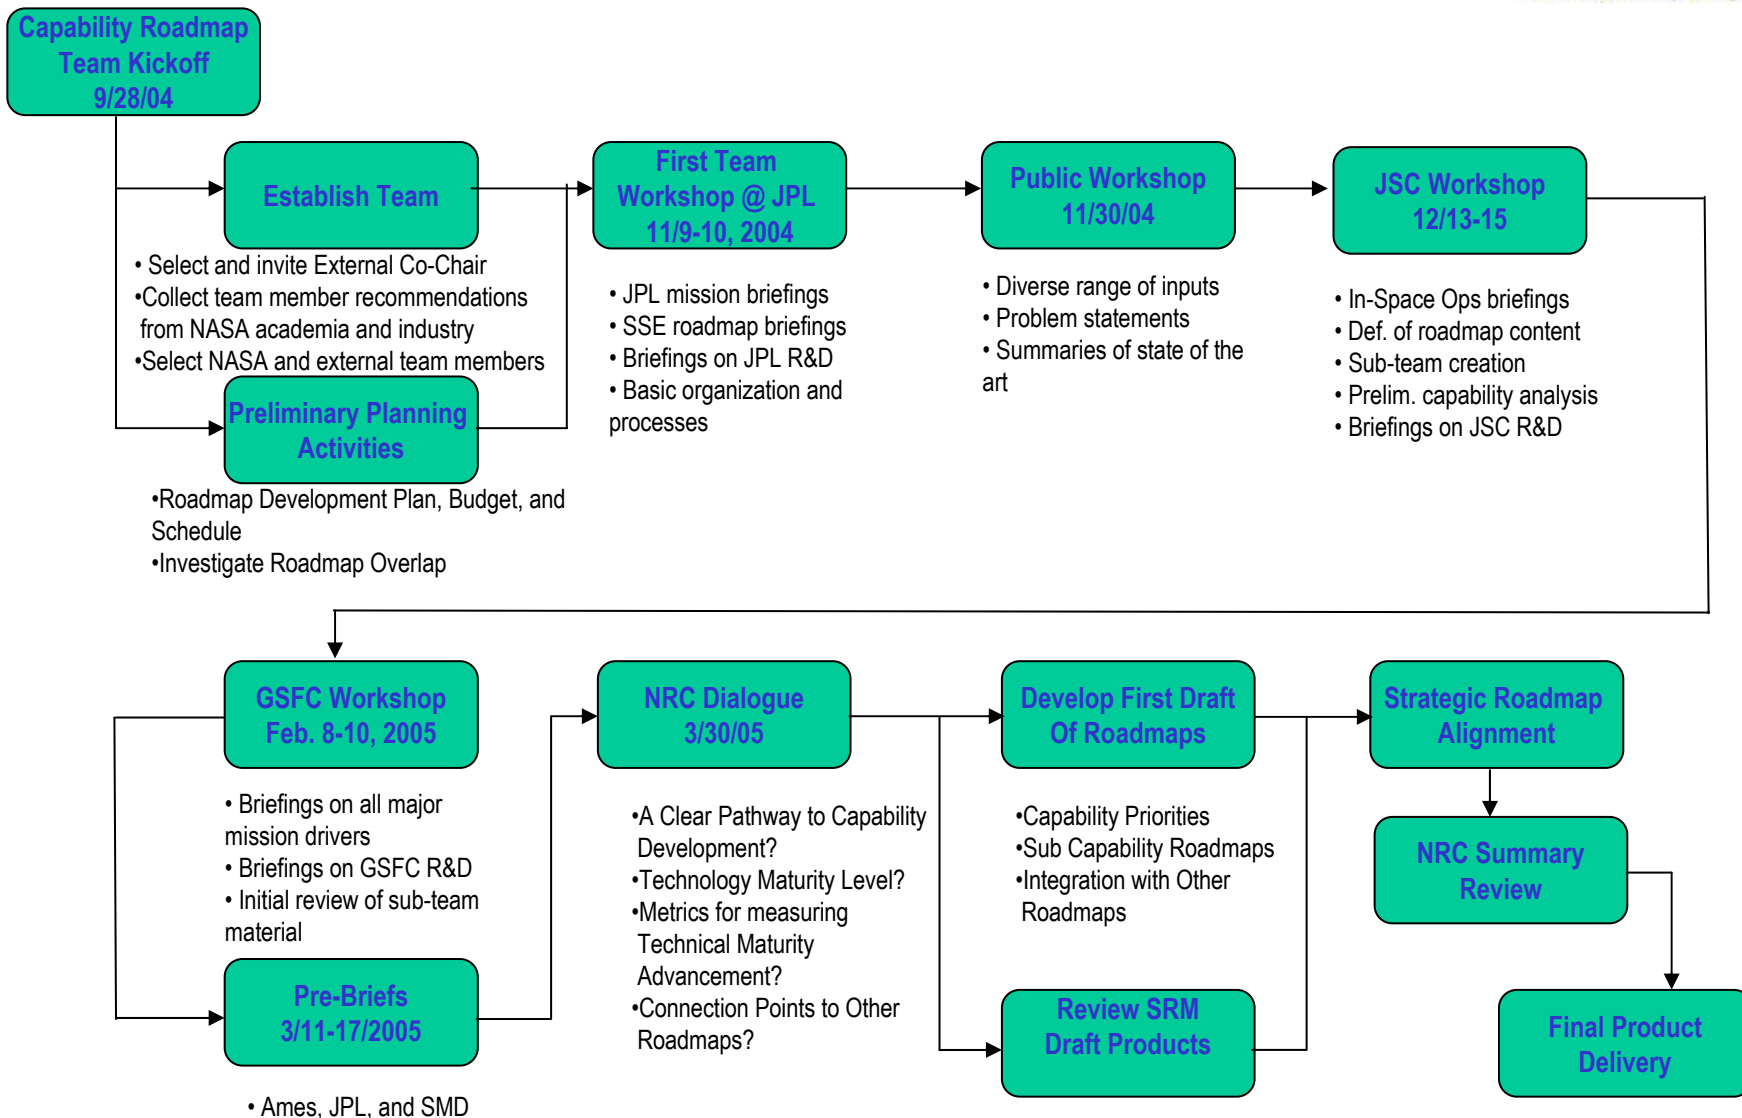 Capability Roadmap
Team Kickoff
9/28/04
Establish Team
• Select and invite External Co-Chair
•Collect team member recommendations
from NASA academia and industry
•Select NASA and external team members
Preliminary Planning
Activities
•Roadmap Development Plan, Budget, and
Schedule
•Investigate Roadmap Overlap
First Team
Workshop @ JPL
11/9-10, 2004
• JPL mission briefings
• SSE roadmap briefings
• Briefings on JPL R&D
• Basic organization and
processes
Public Workshop
11/30/04
• Diverse range of inputs
• Problem statements
• Summaries of state of the
art
JSC Workshop
12/13-15
• In-Space Ops briefings
• Def. of roadmap content
• Sub-team creation
• Prelim. capability analysis
• Briefings on JSC R&D
GSFC Workshop
Feb. 8-10, 2005
• Briefings on all major
mission drivers
• Briefings on GSFC R&D
• Initial review of sub-team
material
Pre-Briefs
3/11-17/2005
• Ames, JPL, and SMD
NRC Dialogue
3/30/05
•A Clear Pathway to Capability
Development?
•Technology Maturity Level?
•Metrics for measuring
Technical Maturity
Advancement?
•Connection Points to Other
Roadmaps?
Develop First Draft
Of Roadmaps
•Capability Priorities
•Sub Capability Roadmaps
•Integration with Other
Roadmaps
Review SRM
Draft Products
Strategic Roadmap
Alignment
NRC Summary
Review
Final Product
Delivery